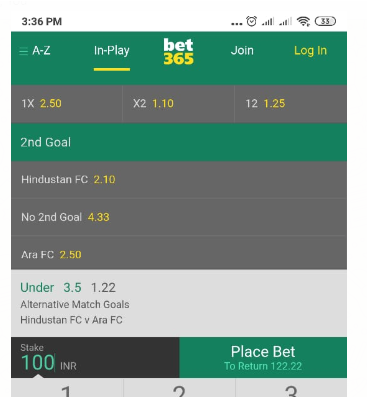 3:36 PM 33
A-Z In-Play bet365 Join Log In
1X 2.50 X2 1.10 12 1.25
2nd Goal
Hindustan FC 2.10
No 2nd Goal 4.33
Ara FC 2.50
Under 3.5 1.22
Alternative Match Goals
Hindustan FC v Ara FC
Stake
100 INR
Place Bet
To Return 122.22
1 2 3